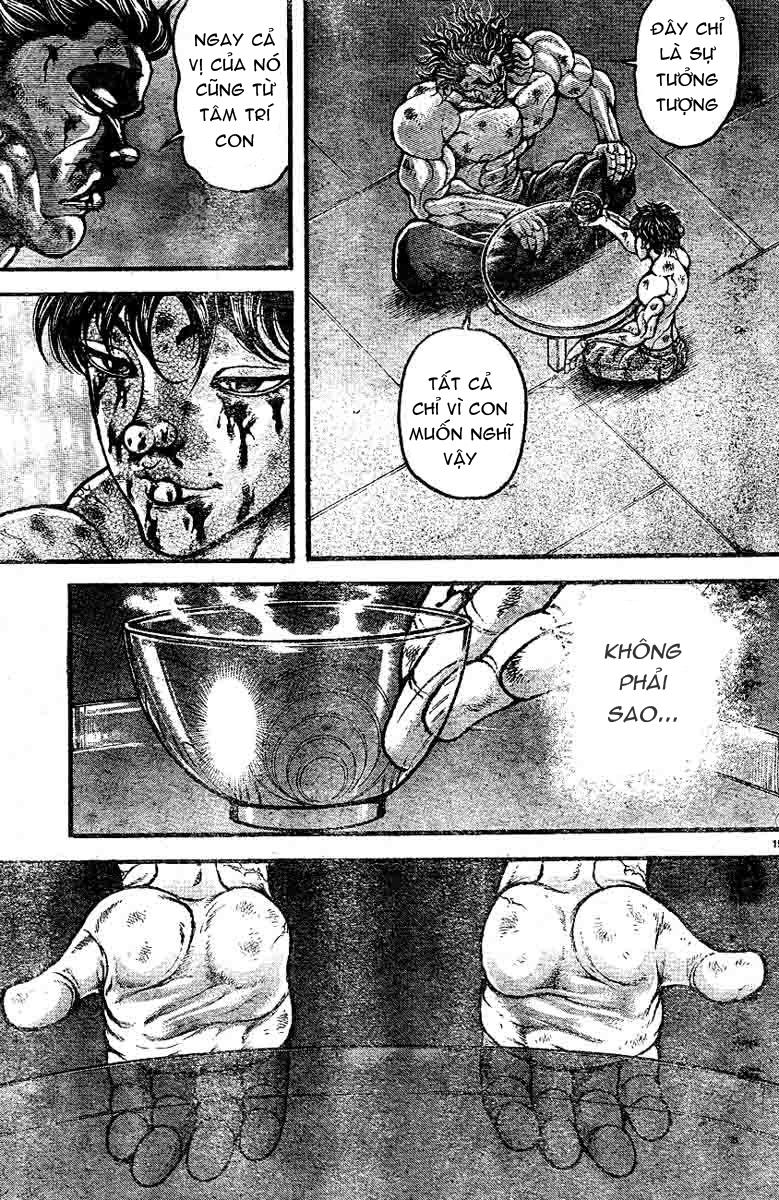 ĐÂY CHỈ
LÀ SỰ
TƯỞNG
TƯỢNG
TẤT CẢ
CHỈ VÌ CON
MUỐN NGHĨ
VẬY
NGAY CẢ
VỊ CỦA NÓ
CŨNG TỪ
TÂM TRÍ
CON
KHÔNG
PHẢI
SAO...